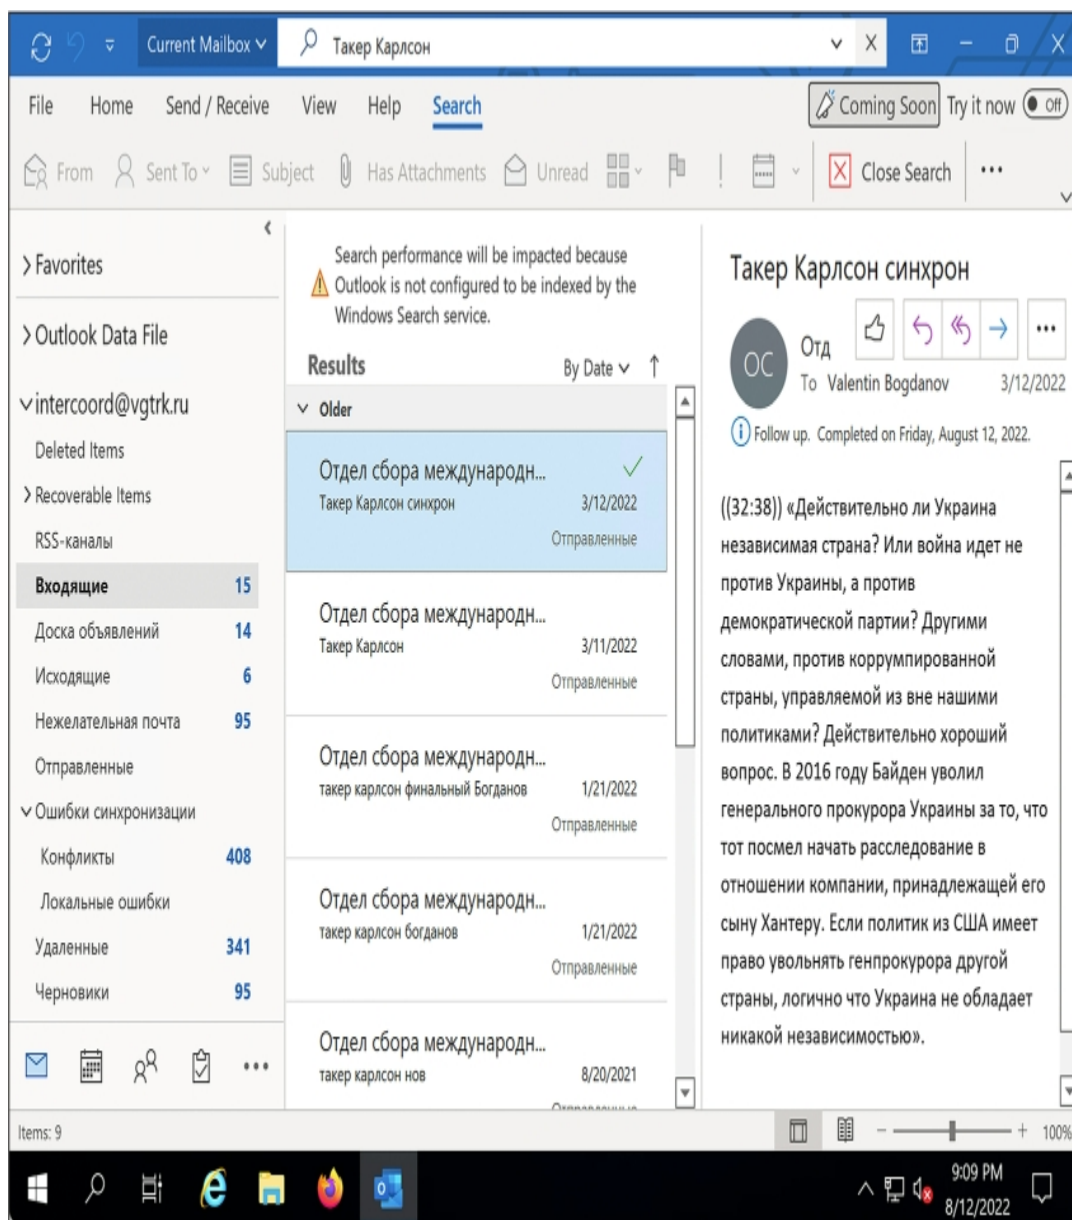 Current Mailbox
Такер Карлсон
File Home Send / Receive View Help Search
Coming Soon Try it now Off
From Sent To Subject Has Attachments Unread Close Search
Favorites
Outlook Data File
intercoord@vgtrk.ru
Deleted Items
Recoverable Items
RSS-каналы
Входящие 15
Доска объявлений 14
Исходящие 6
Нежелательная почта 95
Отправленные
Ошибки синхронизации
Конфликты 408
Локальные ошибки
Удаленные 341
Черновики 95
Search performance will be impacted because
Outlook is not configured to be indexed by the
Windows Search service.
Results By Date
Older
Отдел сбора международн...
Такер Карлсон синхрон 3/12/2022
Отправленные
Отдел сбора международн...
Такер Карлсон 3/11/2022
Отправленные
Отдел сбора международн...
такер карлсон финальный Богданов 1/21/2022
Отправленные
Отдел сбора международн...
такер карлсон богданов 1/21/2022
Отправленные
Отдел сбора международн...
такер карлсон нов 8/20/2021
Отправленные
Такер Карлсон синхрон
ОС
Отд
To Valentin Bogdanov 3/12/2022
Follow up. Completed on Friday, August 12, 2022.
((32:38)) «Действительно ли Украина
независимая страна? Или война идет не
против Украины, а против
демократической партии? Другими
словами, против коррумпированной
страны, управляемой из вне нашими
политиками? Действительно хороший
вопрос. В 2016 году Байден уволил
генерального прокурора Украины за то, что
тот посмел начать расследование в
отношении компании, принадлежащей его
сыну Хантеру. Если политик из США имеет
право увольнять генпрокурора другой
страны, логично что Украина не обладает
никакой независимостью».
Items: 9
100%
9:09 PM
8/12/2022